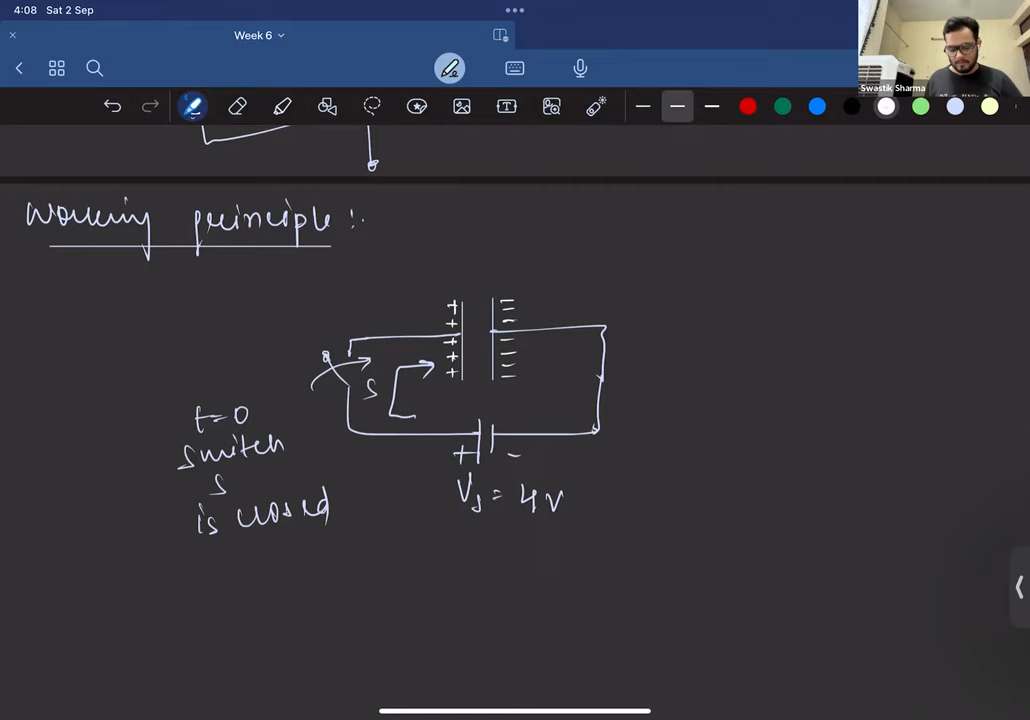 4:08 Sat 2 Sep
Week 6
Swastik Sharma
T
Working principle :
+ −
+ −
+ −
+ −
+ −
S
t=0
switch
S
is closed
+ -
Vs = 4V